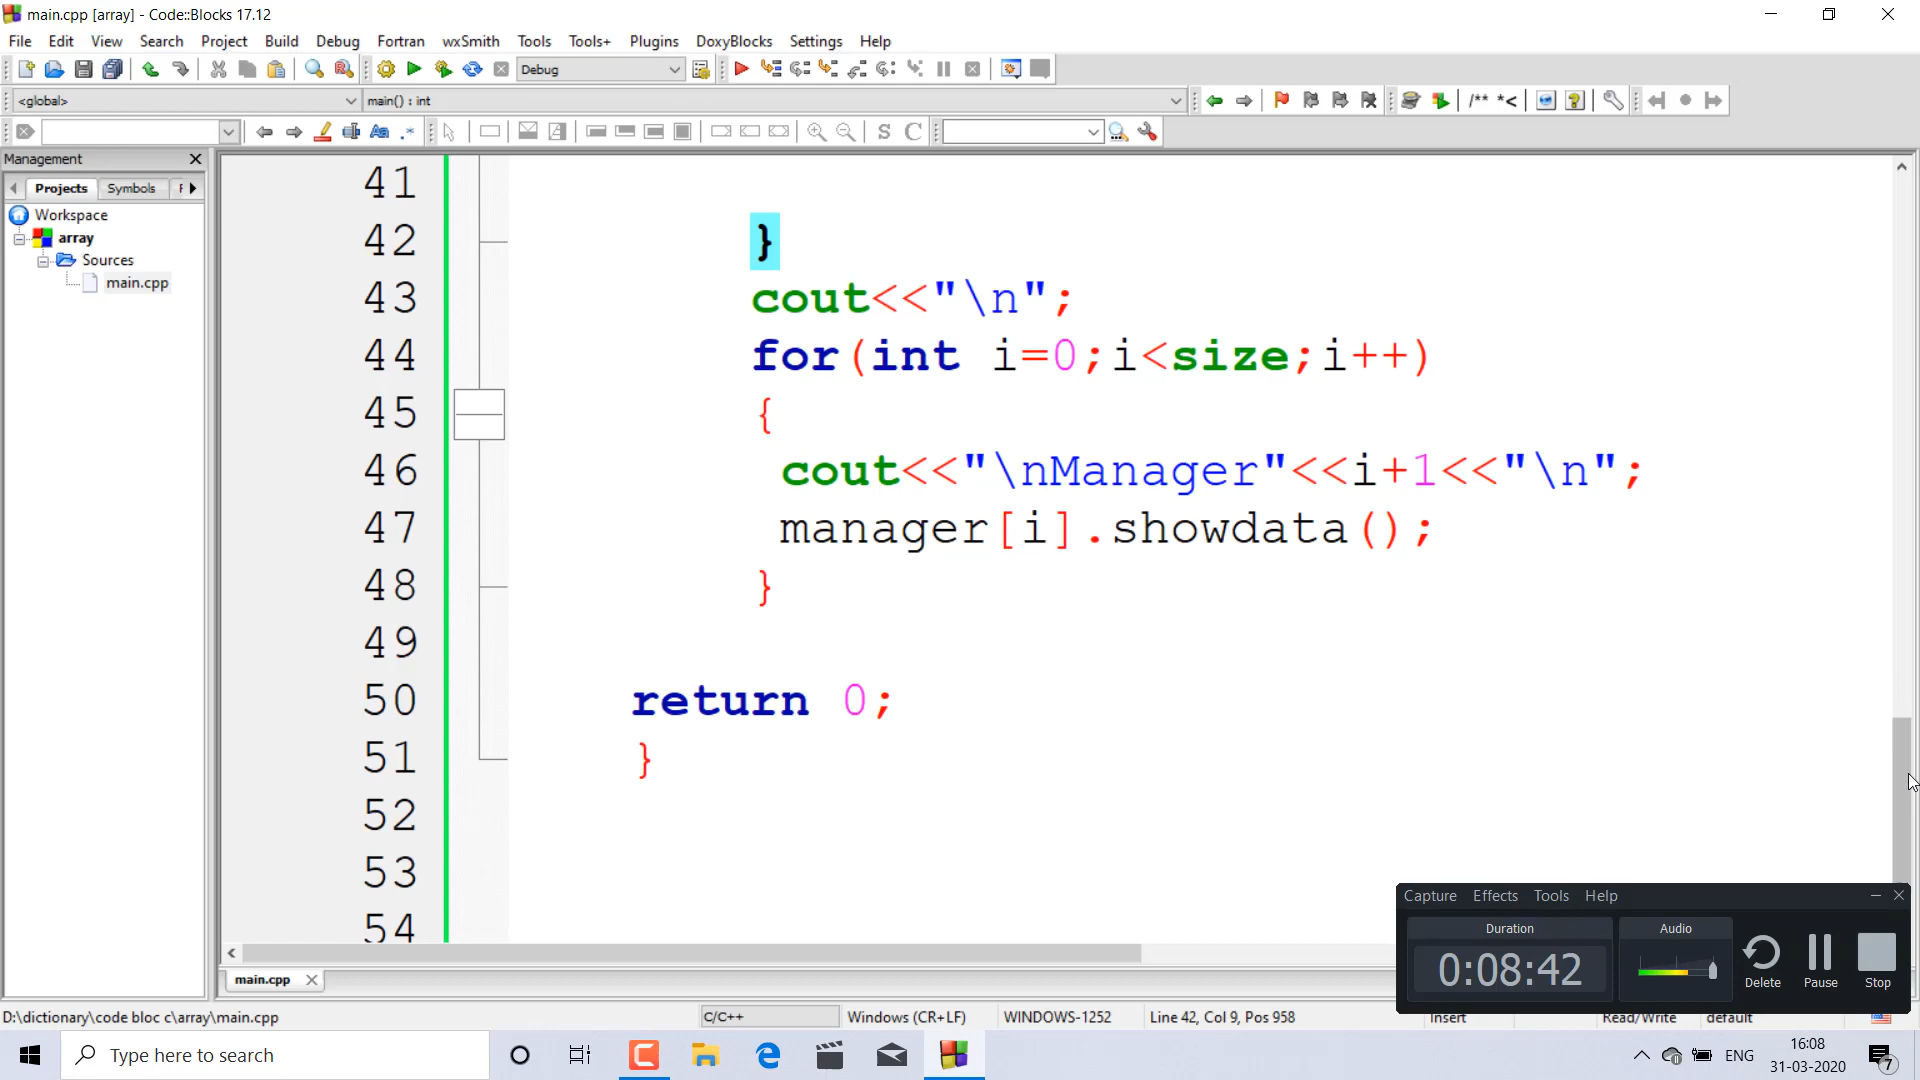 main.cpp [array] - Code::Blocks 17.12
File Edit View Search Project Build Debug Fortran wxSmith Tools Tools+ Plugins DoxyBlocks Settings Help
Debug
<global> main() : int /** *<
Aa .* S C
Management
Projects Symbols F
Workspace
array
Sources
main.cpp
41
42 }
43 cout<<"\n";
44 for(int i=0;i<size;i++)
45 {
46 cout<<"\nManager"<<i+1<<"\n";
47 manager[i].showdata();
48 }
49
50 return 0;
51 }
52
53
54
main.cpp
Capture Effects Tools Help
Duration Audio
0:08:42
Delete Pause Stop
D:\dictionary\code bloc c\array\main.cpp C/C++ Windows (CR+LF) WINDOWS-1252 Line 42, Col 9, Pos 958 Insert Read/Write default
Type here to search
ENG
16:08
31-03-2020
7